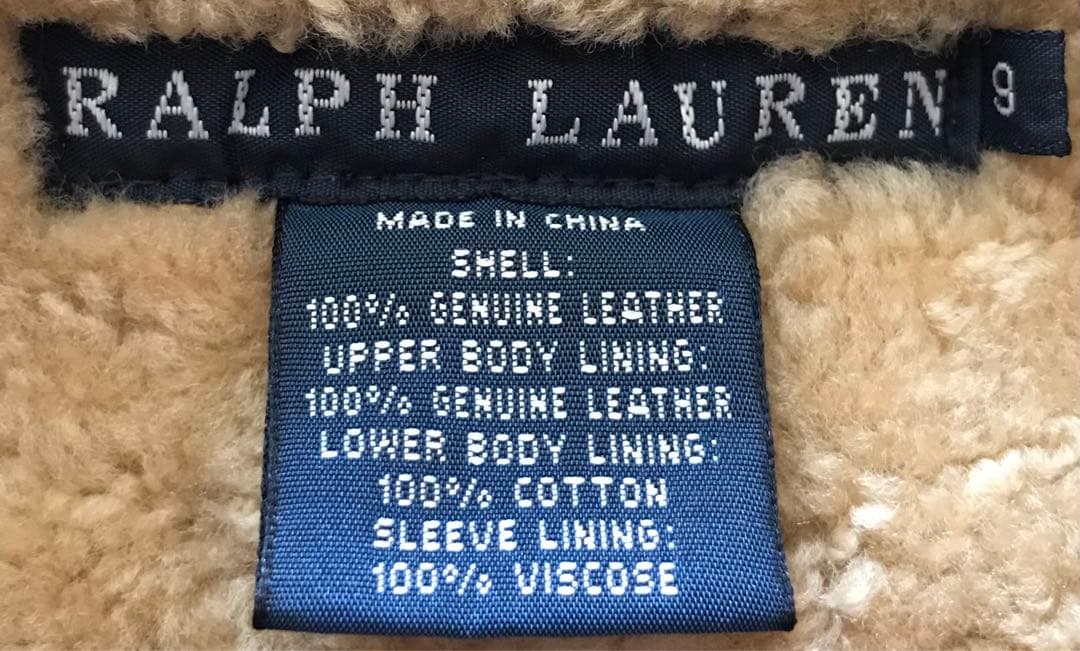 RALPH LAUREN 9
MADE IN CHINA
SHELL:
100% GENUINE LEATHER
UPPER BODY LINING:
100% GENUINE LEATHER
LOWER BODY LINING:
100% COTTON
SLEEVE LINING:
100% VISCOSE